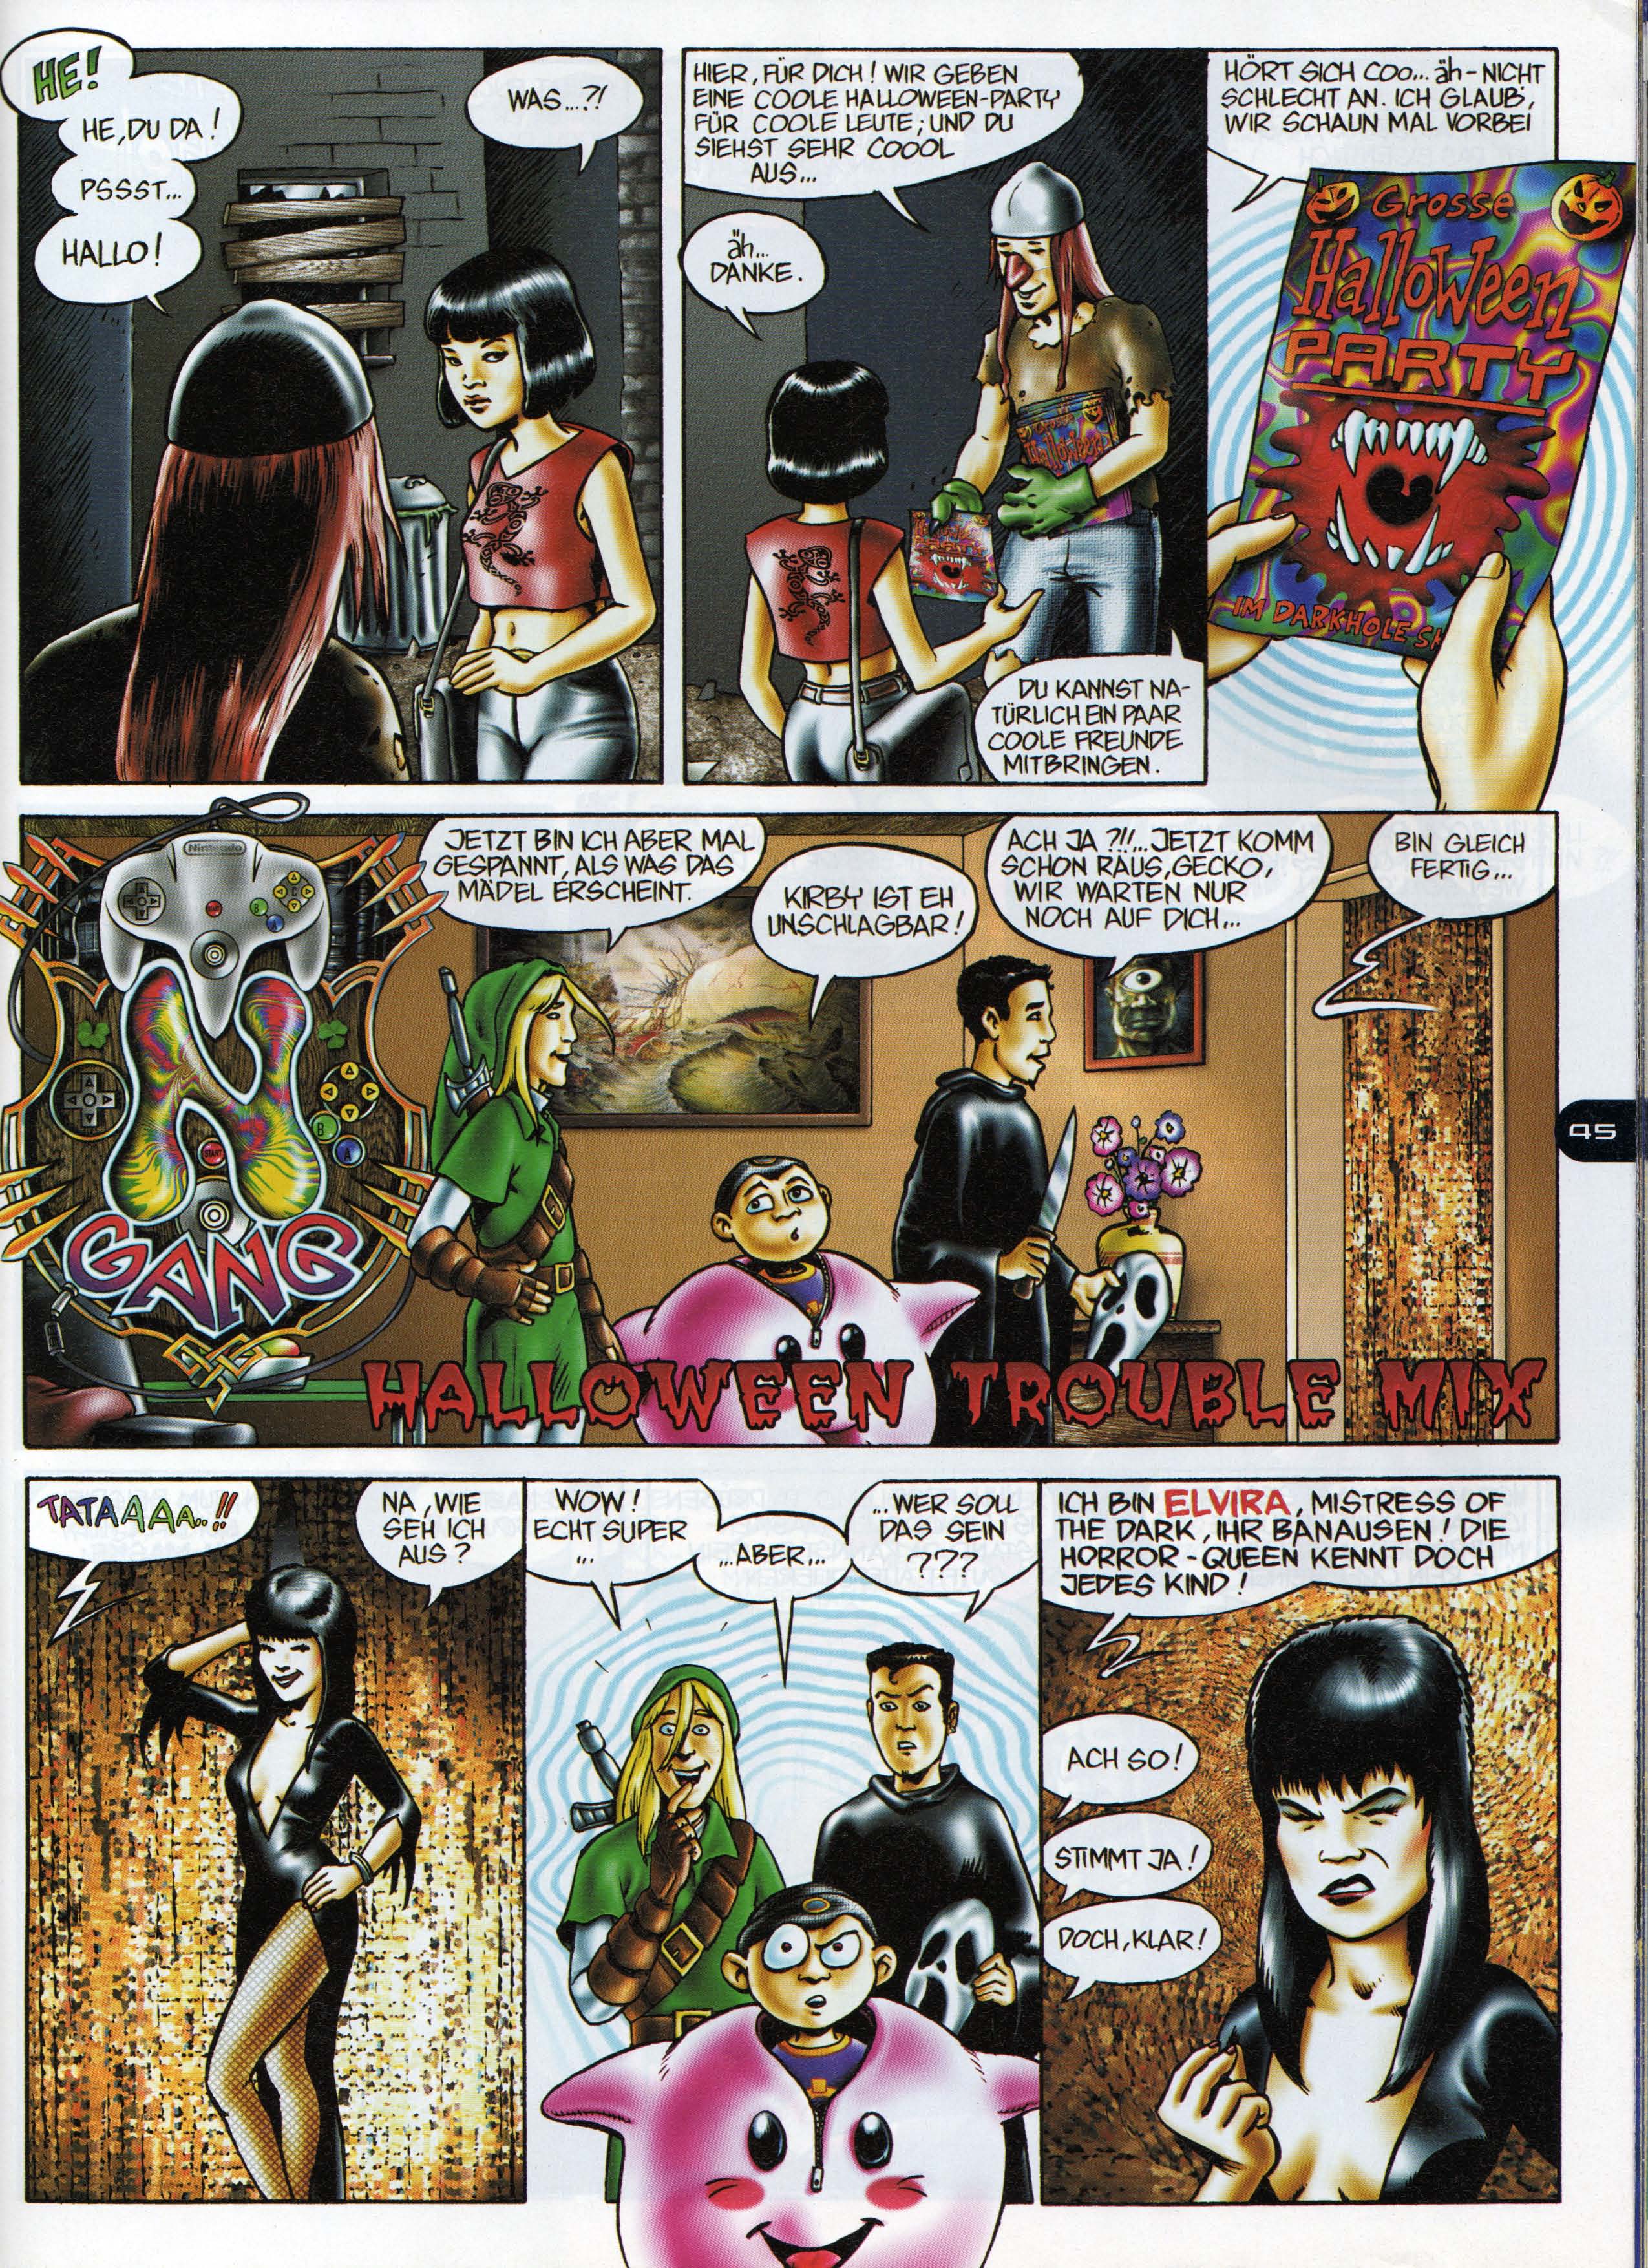 HE!
HE, DU DA!
PSSST...
HALLO!
WAS...?!
HIER, FÜR DICH! WIR GEBEN
EINE COOLE HALLOWEEN-PARTY
FÜR COOLE LEUTE; UND DU
SIEHST SEHR COOOL
AUS...
äh...
DANKE.
DU KANNST NA-
TÜRLICH EIN PAAR
COOLE FREUNDE
MITBRINGEN.
HÖRT SICH COO... äh - NICHT
SCHLECHT AN. ICH GLAUB',
WIR SCHAUN MAL VORBEI
Grosse
Halloween
PARTY
IM DARKHOLE
Nintendo
N
GANG
JETZT BIN ICH ABER MAL
GESPANNT, ALS WAS DAS
MÄDEL ERSCHEINT.
KIRBY IST EH
UNSCHLAGBAR!
ACH JA ?!!...JETZT KOMM
SCHON RAUS, GECKO,
WIR WARTEN NUR
NOCH AUF DICH...
BIN GLEICH
FERTIG...
B
A
START
HALLOWEEN TROUBLE MIX
45
TATAAAA..!!
NA, WIE
SEH ICH
AUS?
WOW!
ECHT SUPER
...
...ABER...
...WER SOLL
DAS SEIN
???
ICH BIN ELVIRA, MISTRESS OF
THE DARK, IHR BANAUSEN! DIE
HORROR-QUEEN KENNT DOCH
JEDES KIND!
ACH SO!
STIMMT JA!
DOCH, KLAR!